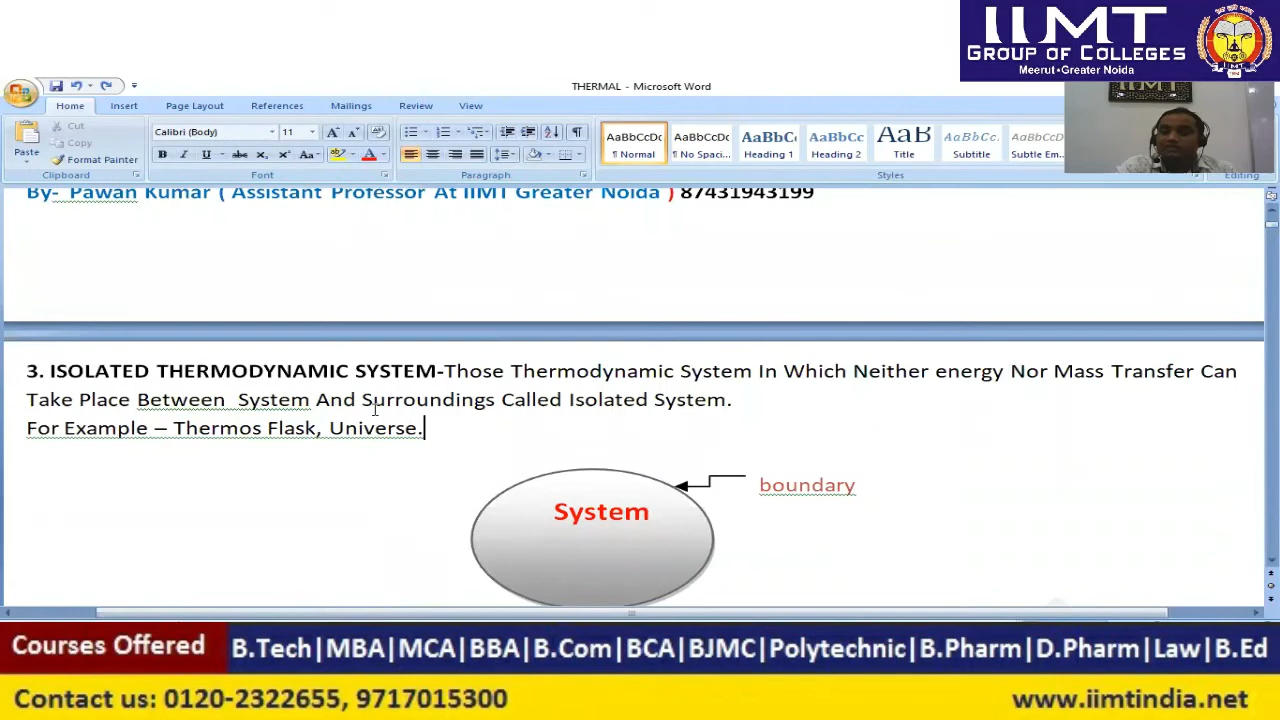 IIMT
GROUP OF COLLEGES
Meerut•Greater Noida
THERMAL - Microsoft Word
Home Insert Page Layout References Mailings Review View
Paste
Cut
Copy
Format Painter
Clipboard
Calibri (Body) 11
Font
Paragraph
AaBbCcDc AaBbCcDc AaBbC AaBbCc AaB AaBbCc. AaBbCcDc
¶ Normal ¶ No Spaci... Heading 1 Heading 2 Title Subtitle Subtle Em...
Styles
Editing
By- Pawan Kumar ( Assistant Professor At IIMT Greater Noida ) 87431943199
3. ISOLATED THERMODYNAMIC SYSTEM-Those Thermodynamic System In Which Neither energy Nor Mass Transfer Can
Take Place Between System And Surroundings Called Isolated System.
For Example – Thermos Flask, Universe.
boundary
System
Courses Offered
B.Tech|MBA|MCA|BBA|B.Com|BCA|BJMC|Polytechnic|B.Pharm|D.Pharm|Law|B.Ed
Contact us: 0120-2322655, 9717015300
www.iimtindia.net